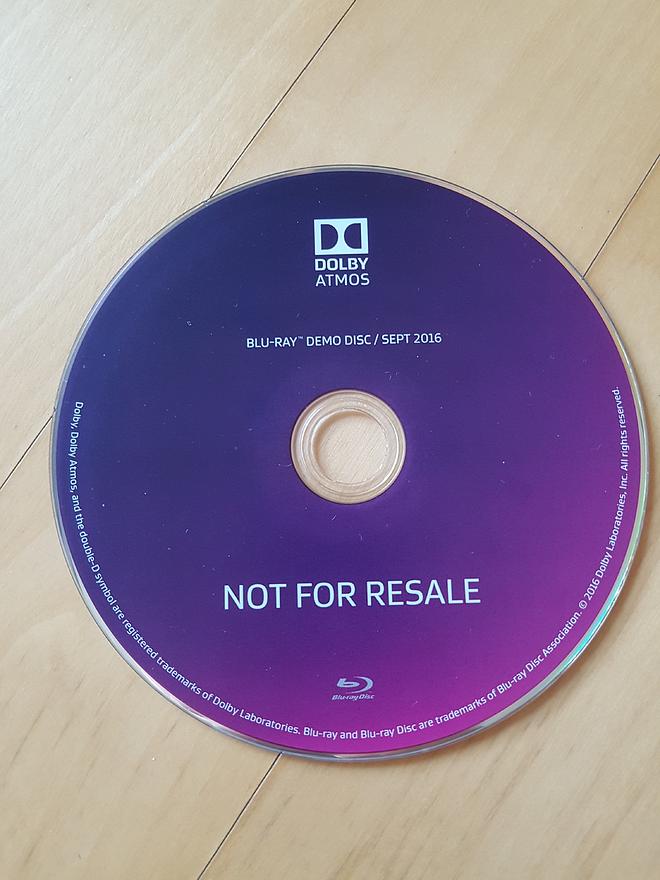 DOLBY
ATMOS
BLU-RAY™ DEMO DISC / SEPT 2016
NOT FOR RESALE
Blu-ray Disc
Dolby, Dolby Atmos, and the double-D symbol are registered trademarks of Dolby Laboratories. Blu-ray and Blu-ray Disc are trademarks of Blu-ray Disc Association. © 2016 Dolby Laboratories, Inc. All rights reserved.